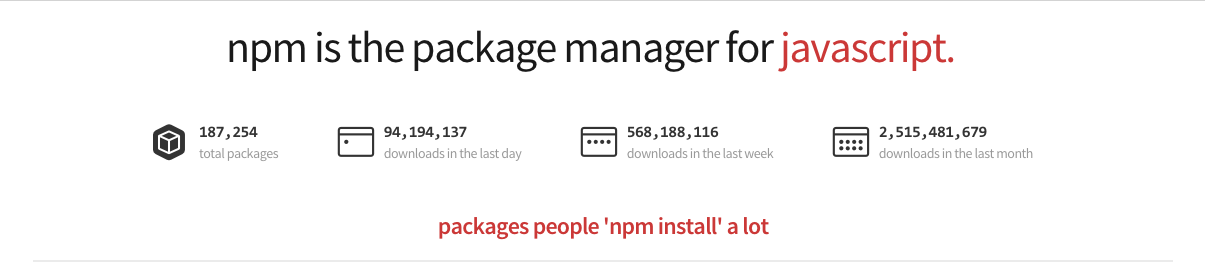 npm is the package manager for javascript.
187,254
total packages
94,194,137
downloads in the last day
568,188,116
downloads in the last week
2,515,481,679
downloads in the last month
packages people 'npm install' a lot